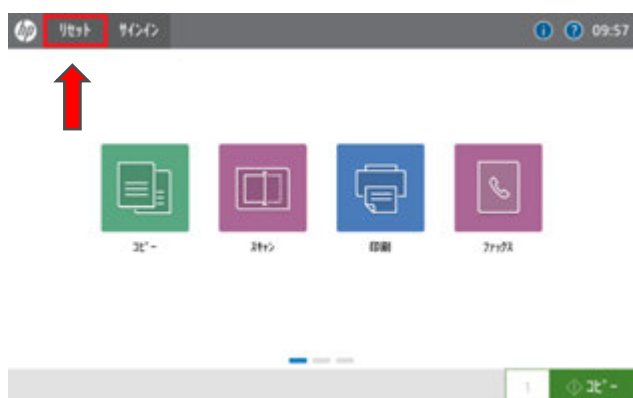 hp リセット サインイン 09:57
コピー スキャン 印刷 ファックス
1 コピー